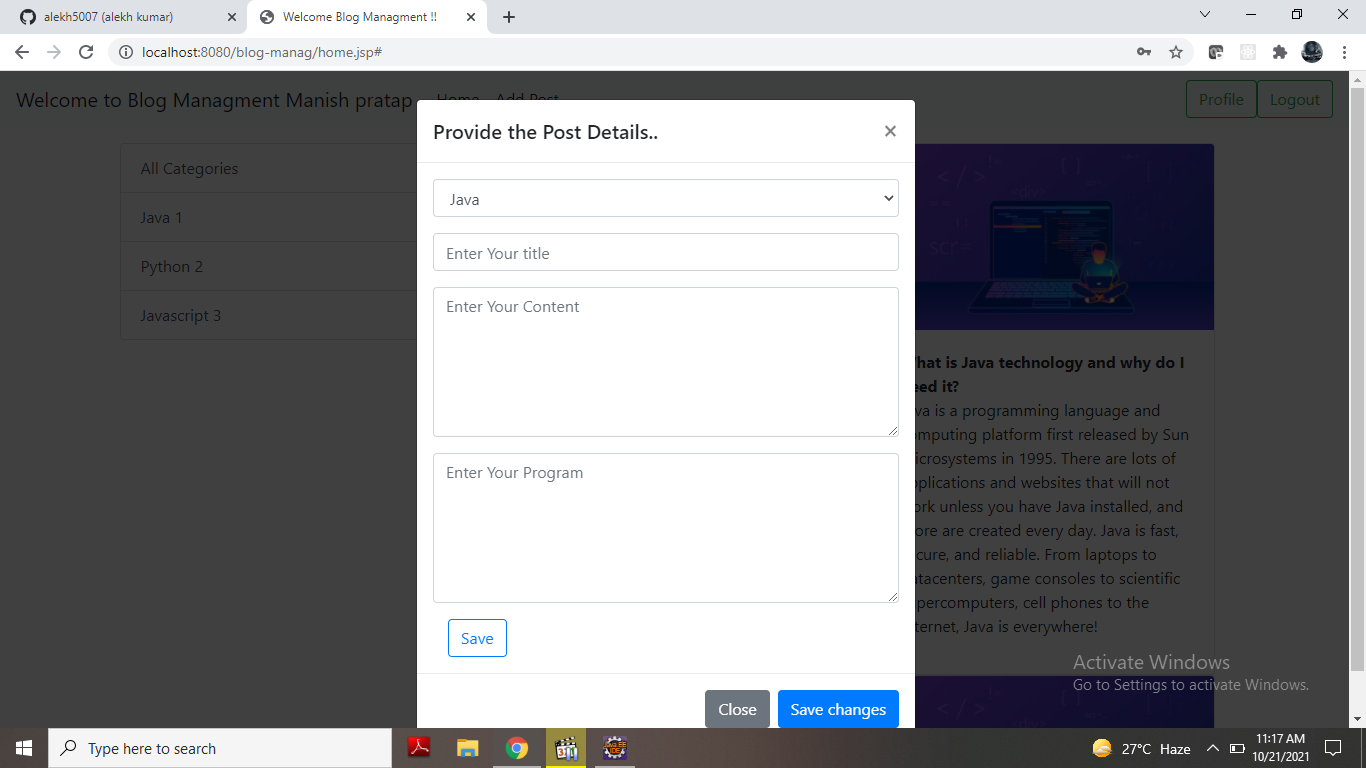 alekh5007 (alekh kumar)
Welcome Blog Managment !!
localhost:8080/blog-manag/home.jsp#
Welcome to Blog Managment Manish pratap
Home
Add Post
Profile
Logout
Provide the Post Details..
×
All Categories
Java 1
Python 2
Javascript 3
Java
Enter Your title
Enter Your Content
Enter Your Program
Save
Close
Save changes
</>
{ }
scr=
hat is Java technology and why do I
eed it?
va is a programming language and
mputing platform first released by Sun
icrosystems in 1995. There are lots of
plications and websites that will not
ork unless you have Java installed, and
ore are created every day. Java is fast,
cure, and reliable. From laptops to
tacenters, game consoles to scientific
percomputers, cell phones to the
ternet, Java is everywhere!
Activate Windows
Go to Settings to activate Windows.
</>
Type here to search
27°C Haze
11:17 AM
10/21/2021